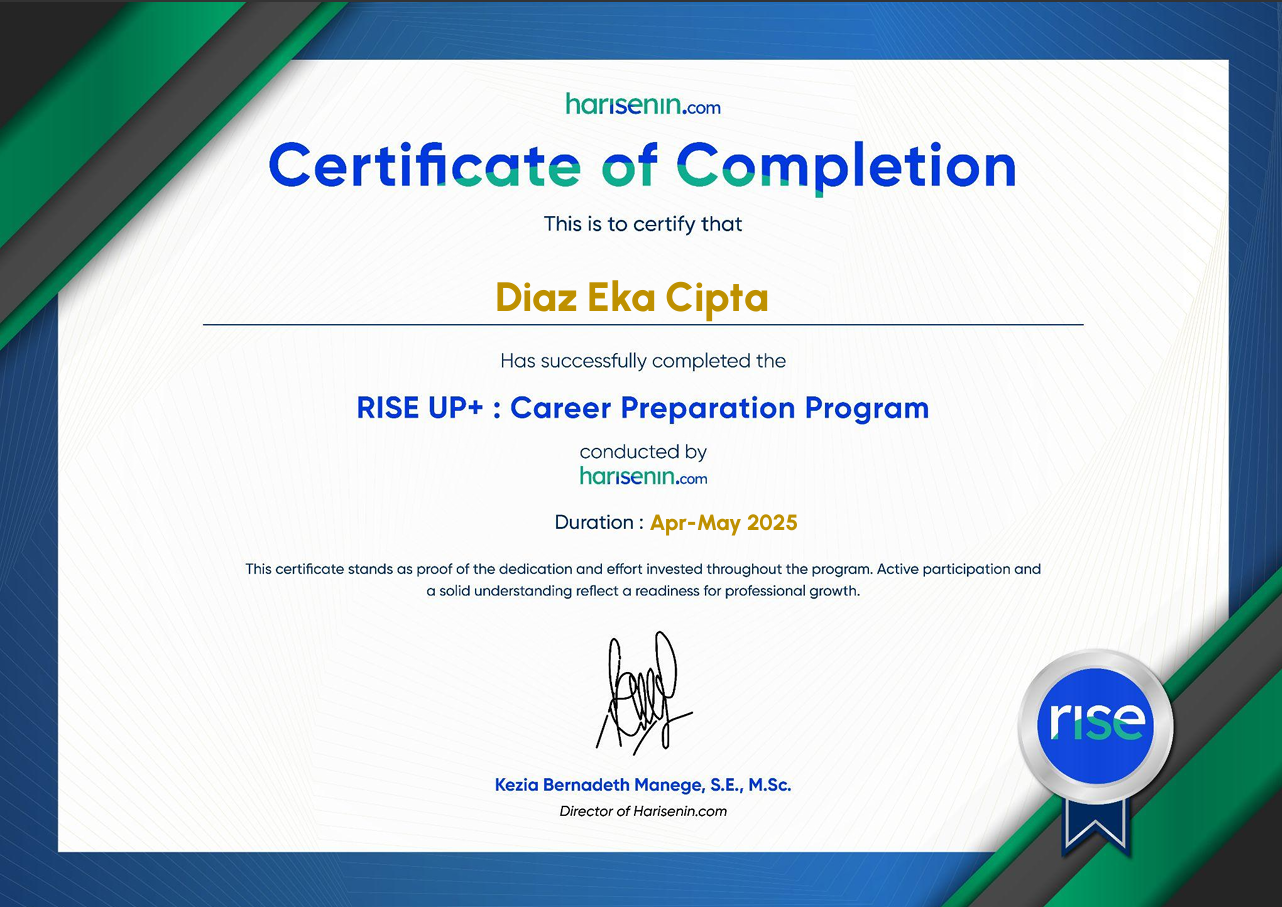 harisenin.com
Certificate of Completion
This is to certify that
Diaz Eka Cipta
Has successfully completed the
RISE UP+ : Career Preparation Program
conducted by
harisenin.com
Duration : Apr-May 2025
This certificate stands as proof of the dedication and effort invested throughout the program. Active participation and
a solid understanding reflect a readiness for professional growth.
rise
Kezia Bernadeth Manege, S.E., M.Sc.
Director of Harisenin.com